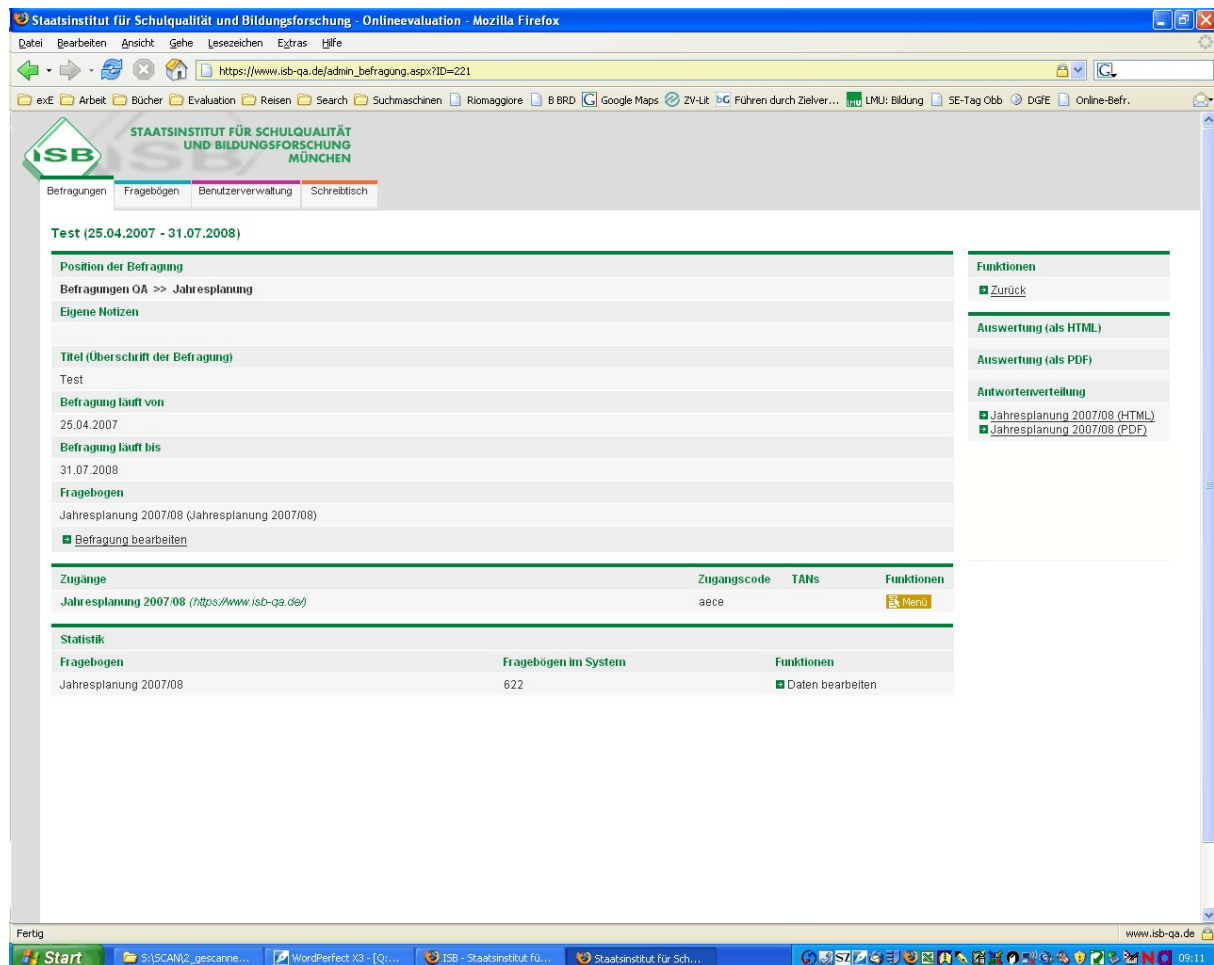 Staatsinstitut für Schulqualität und Bildungsforschung - Onlineevaluation - Mozilla Firefox
Datei Bearbeiten Ansicht Gehe Lesezeichen Extras Hilfe
https://www.isb-qa.de/admin_befragung.aspx?ID=221
exE Arbeit Bücher Evaluation Reisen Search Suchmaschinen Riomaggiore B BRD Google Maps ZV-Lit Führen durch Zielver... LMU: Bildung SE-Tag Obb DGfE Online-Befr.
STAATSINSTITUT FÜR SCHULQUALITÄT
UND BILDUNGSFORSCHUNG
MÜNCHEN
ISB
Befragungen Fragebögen Benutzerverwaltung Schreibtisch
Test (25.04.2007 - 31.07.2008)
Position der Befragung
Befragungen QA >> Jahresplanung
Eigene Notizen
Titel (Überschrift der Befragung)
Test
Befragung läuft von
25.04.2007
Befragung läuft bis
31.07.2008
Fragebogen
Jahresplanung 2007/08 (Jahresplanung 2007/08)
Befragung bearbeiten
Funktionen
Zurück
Auswertung (als HTML)
Auswertung (als PDF)
Antwortenverteilung
Jahresplanung 2007/08 (HTML)
Jahresplanung 2007/08 (PDF)
Zugänge Zugangscode TANs Funktionen
Jahresplanung 2007/08 (https://www.isb-qa.de/) aece Menü
Statistik
Fragebogen Fragebögen im System Funktionen
Jahresplanung 2007/08 622 Daten bearbeiten
Fertig www.isb-qa.de
Start S:\SCAN\2_gescanne... WordPerfect X3 - [Q:... ISB - Staatsinstitut fü... Staatsinstitut für Sch... 09:11